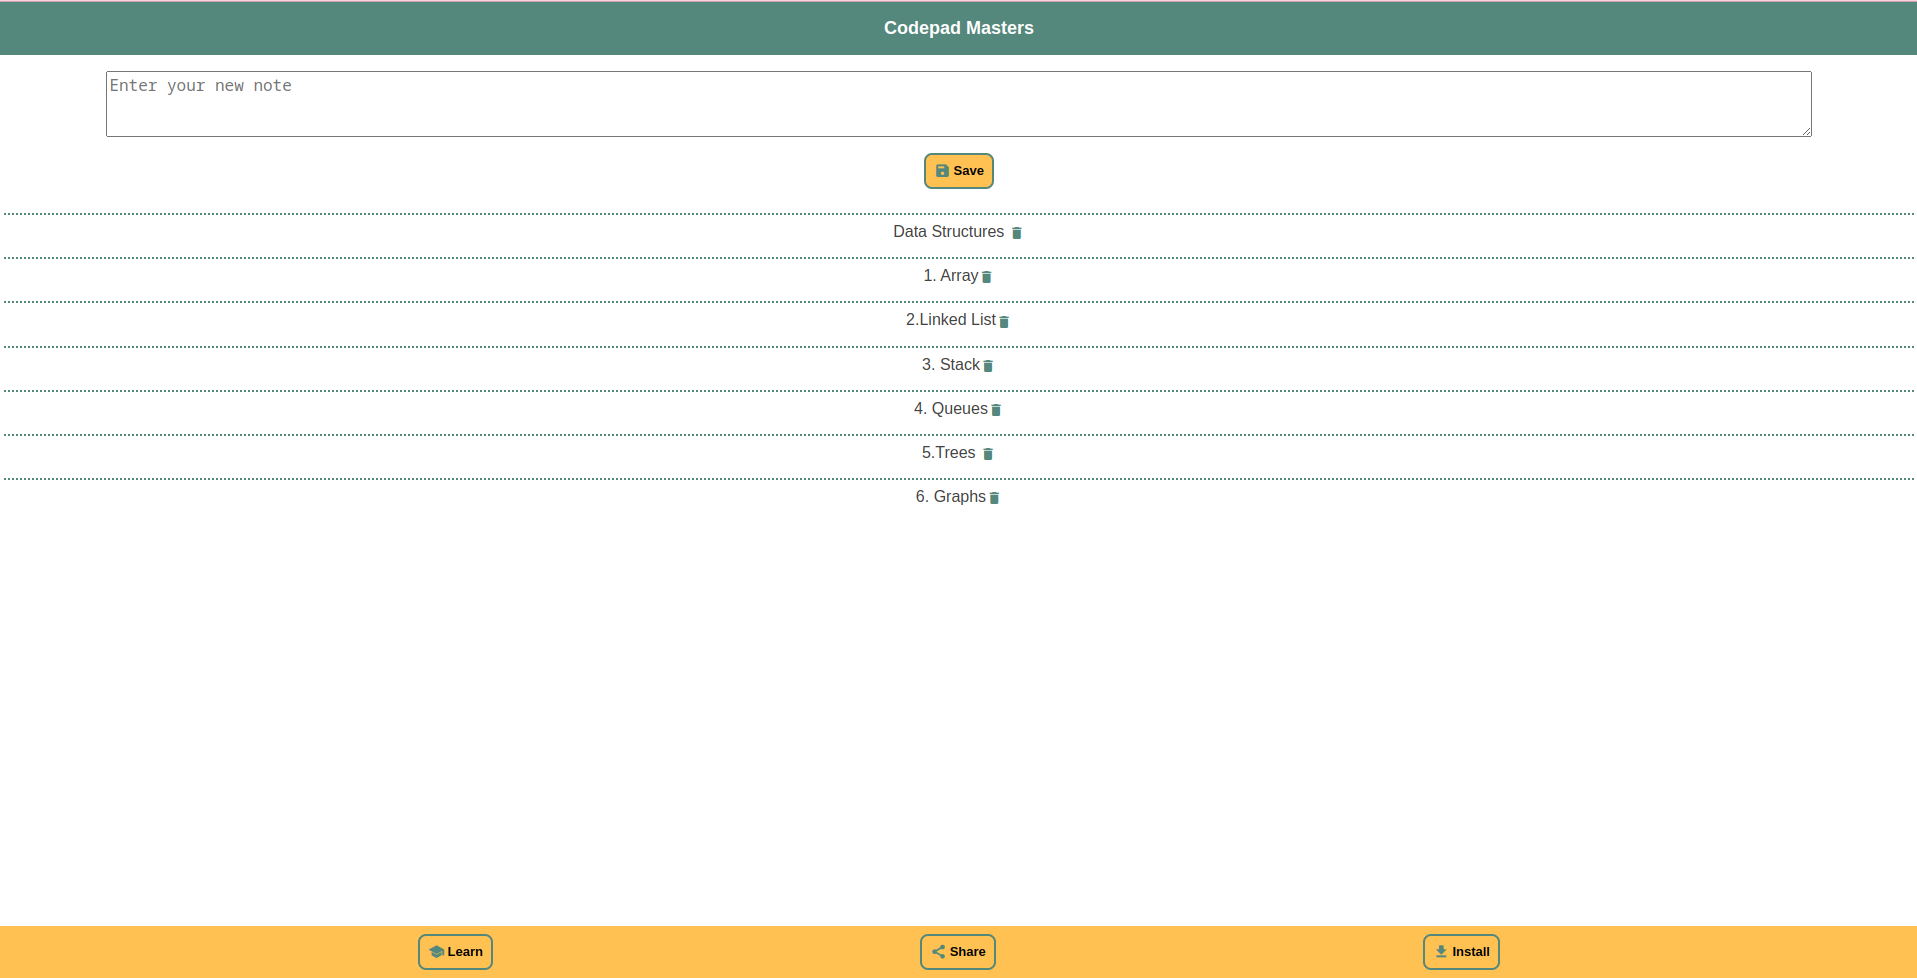 Codepad Masters
Enter your new note
Save
Data Structures
1. Array
2.Linked List
3. Stack
4. Queues
5.Trees
6. Graphs
Learn
Share
Install